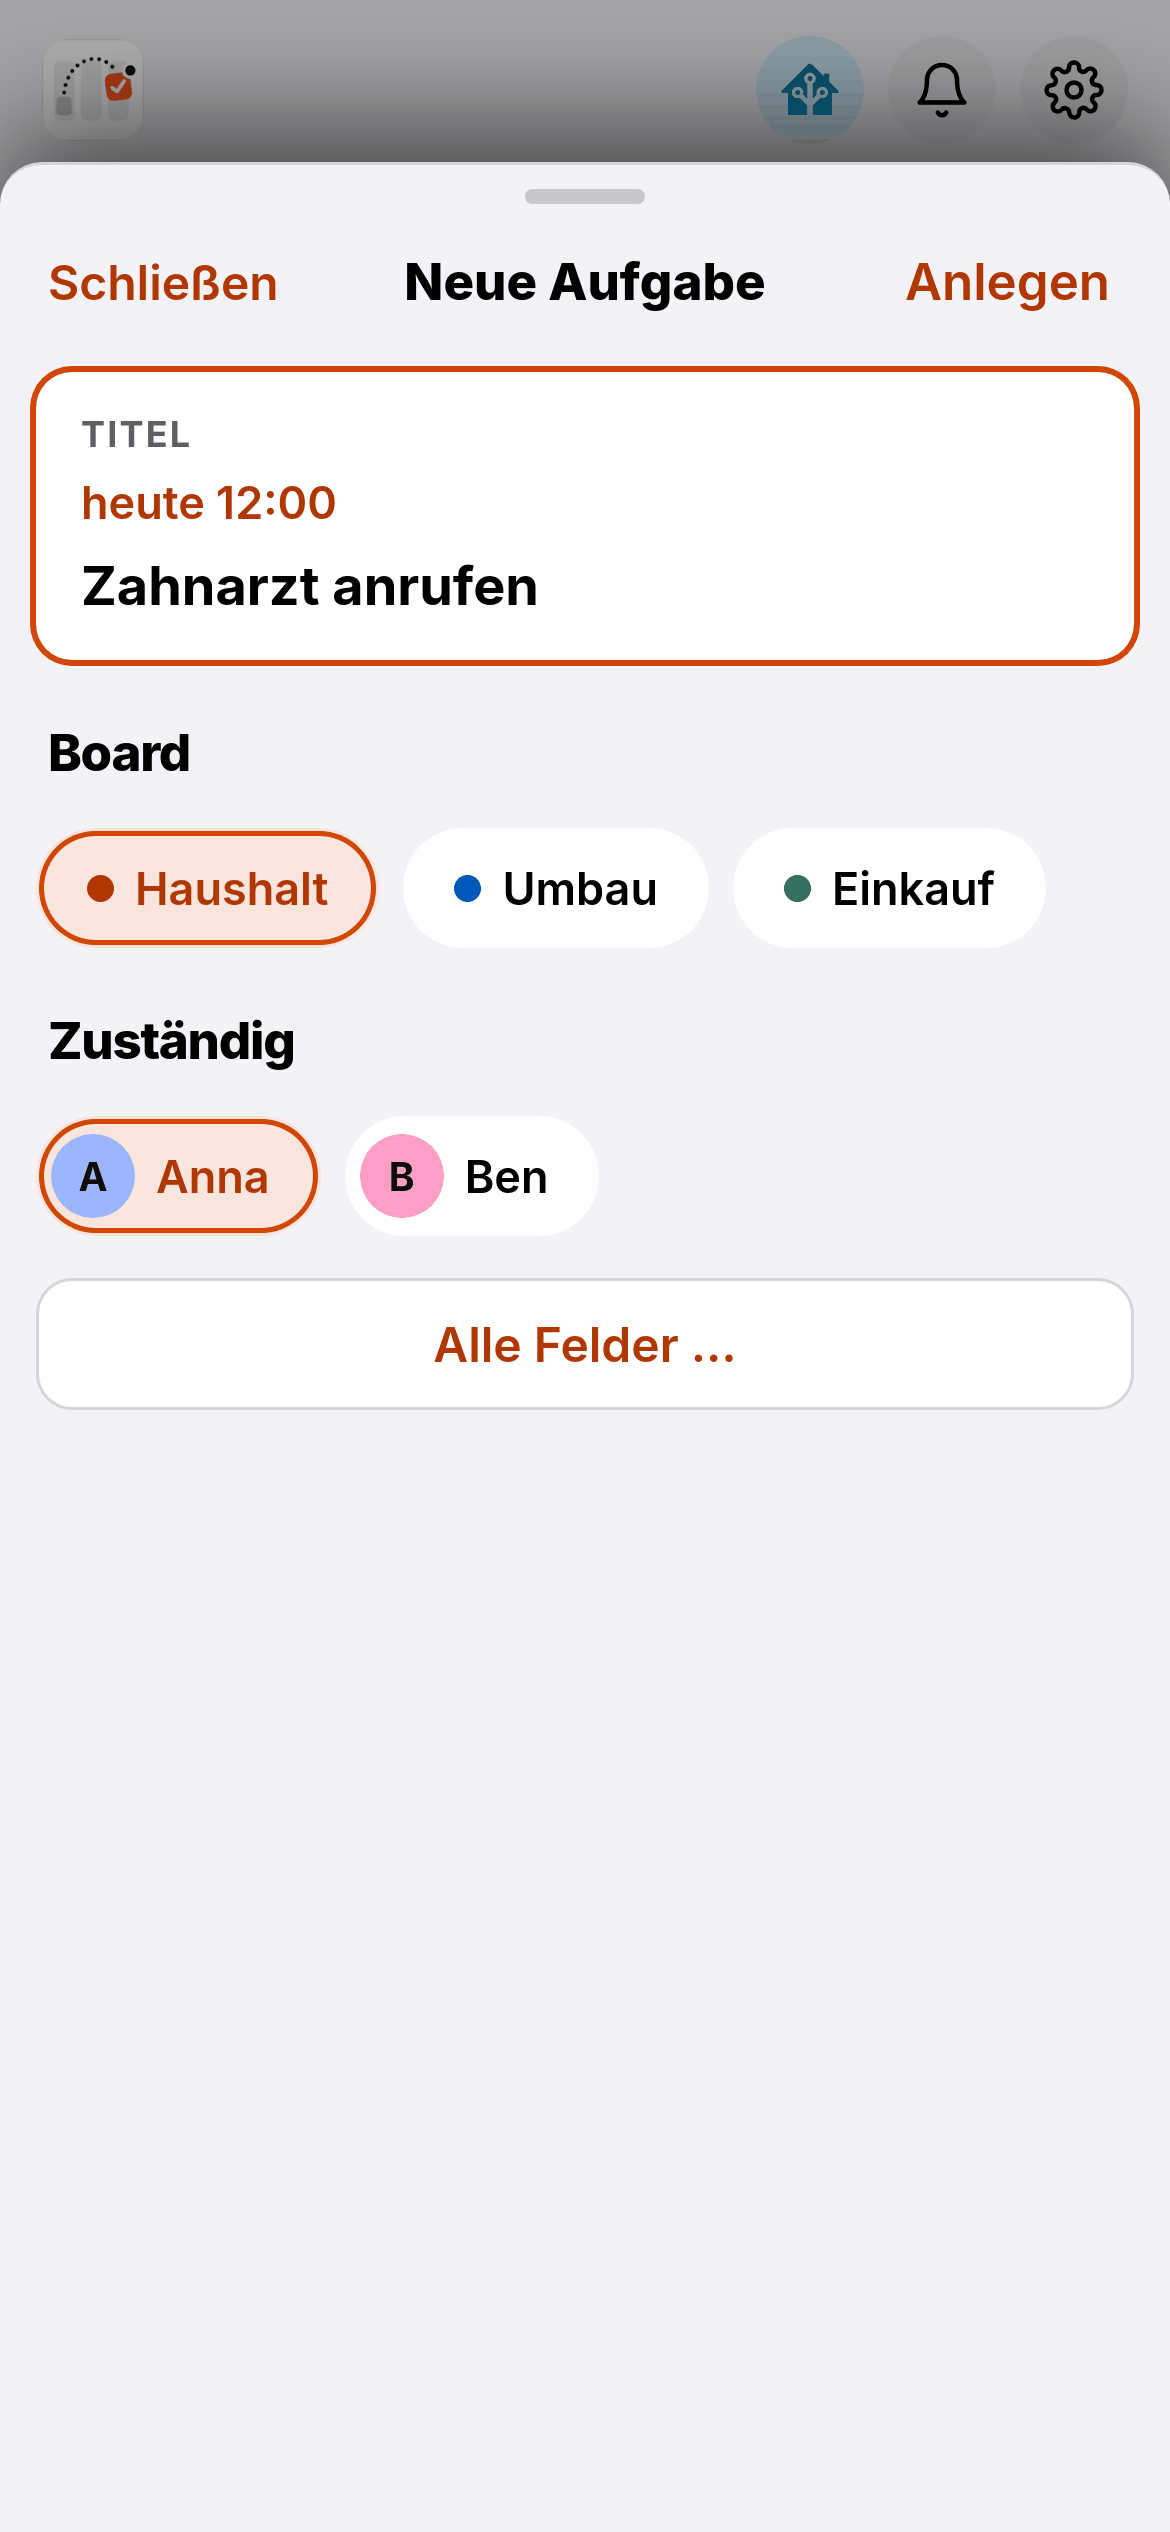 Schließen Neue Aufgabe Anlegen
TITEL
heute 12:00
Zahnarzt anrufen
Board
Haushalt Umbau Einkauf
Zuständig
A Anna B Ben
Alle Felder ...